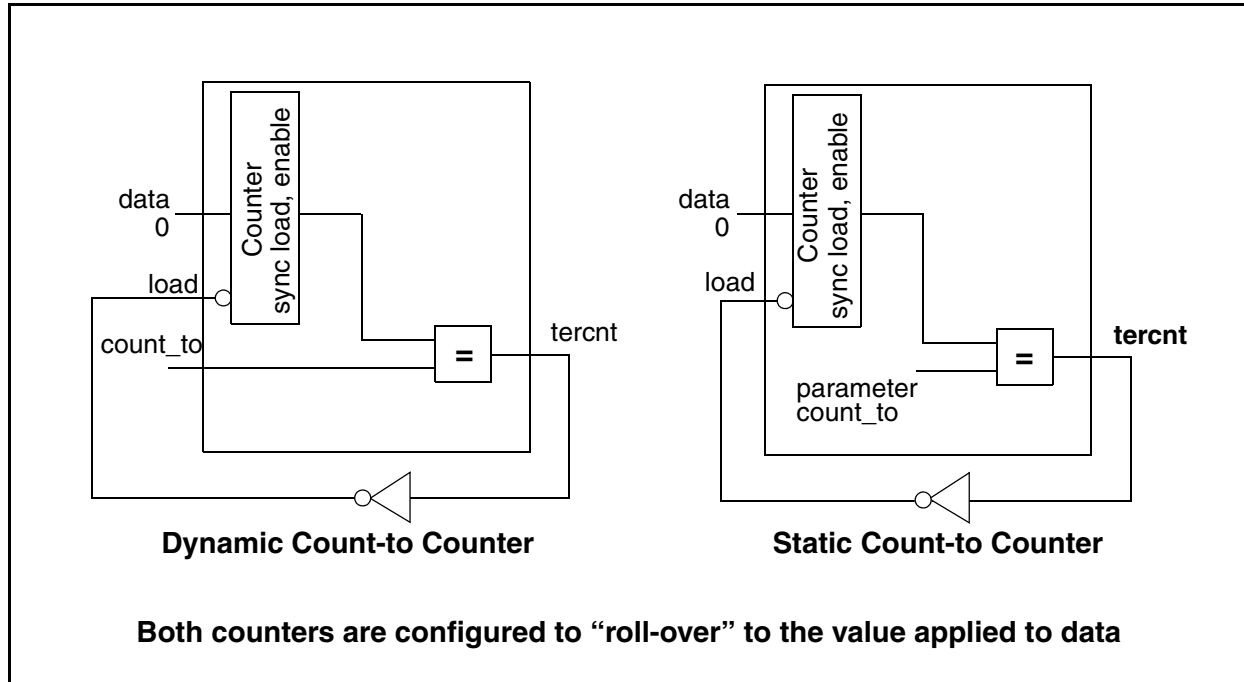 Counter
sync load, enable
data
0
load
count_to
=
tercnt
Dynamic Count-to Counter
Counter
sync load, enable
data
0
load
=
tercnt
parameter
count_to
Static Count-to Counter
Both counters are configured to “roll-over” to the value applied to data